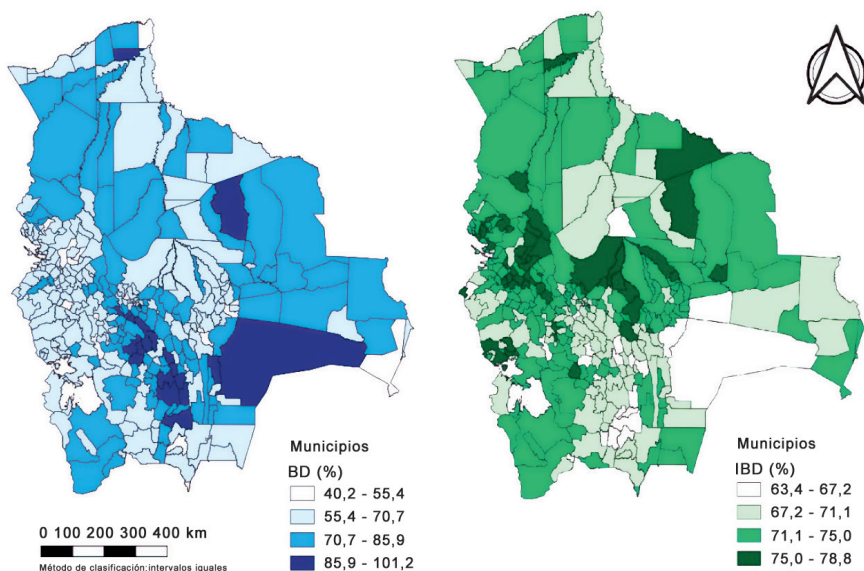 Municipios
BD (%)
40,2 - 55,4
55,4 - 70,7
70,7 - 85,9
85,9 - 101,2
0 100 200 300 400 km
Método de clasificación:intervalos iguales
Municipios
IBD (%)
63,4 - 67,2
67,2 - 71,1
71,1 - 75,0
75,0 - 78,8